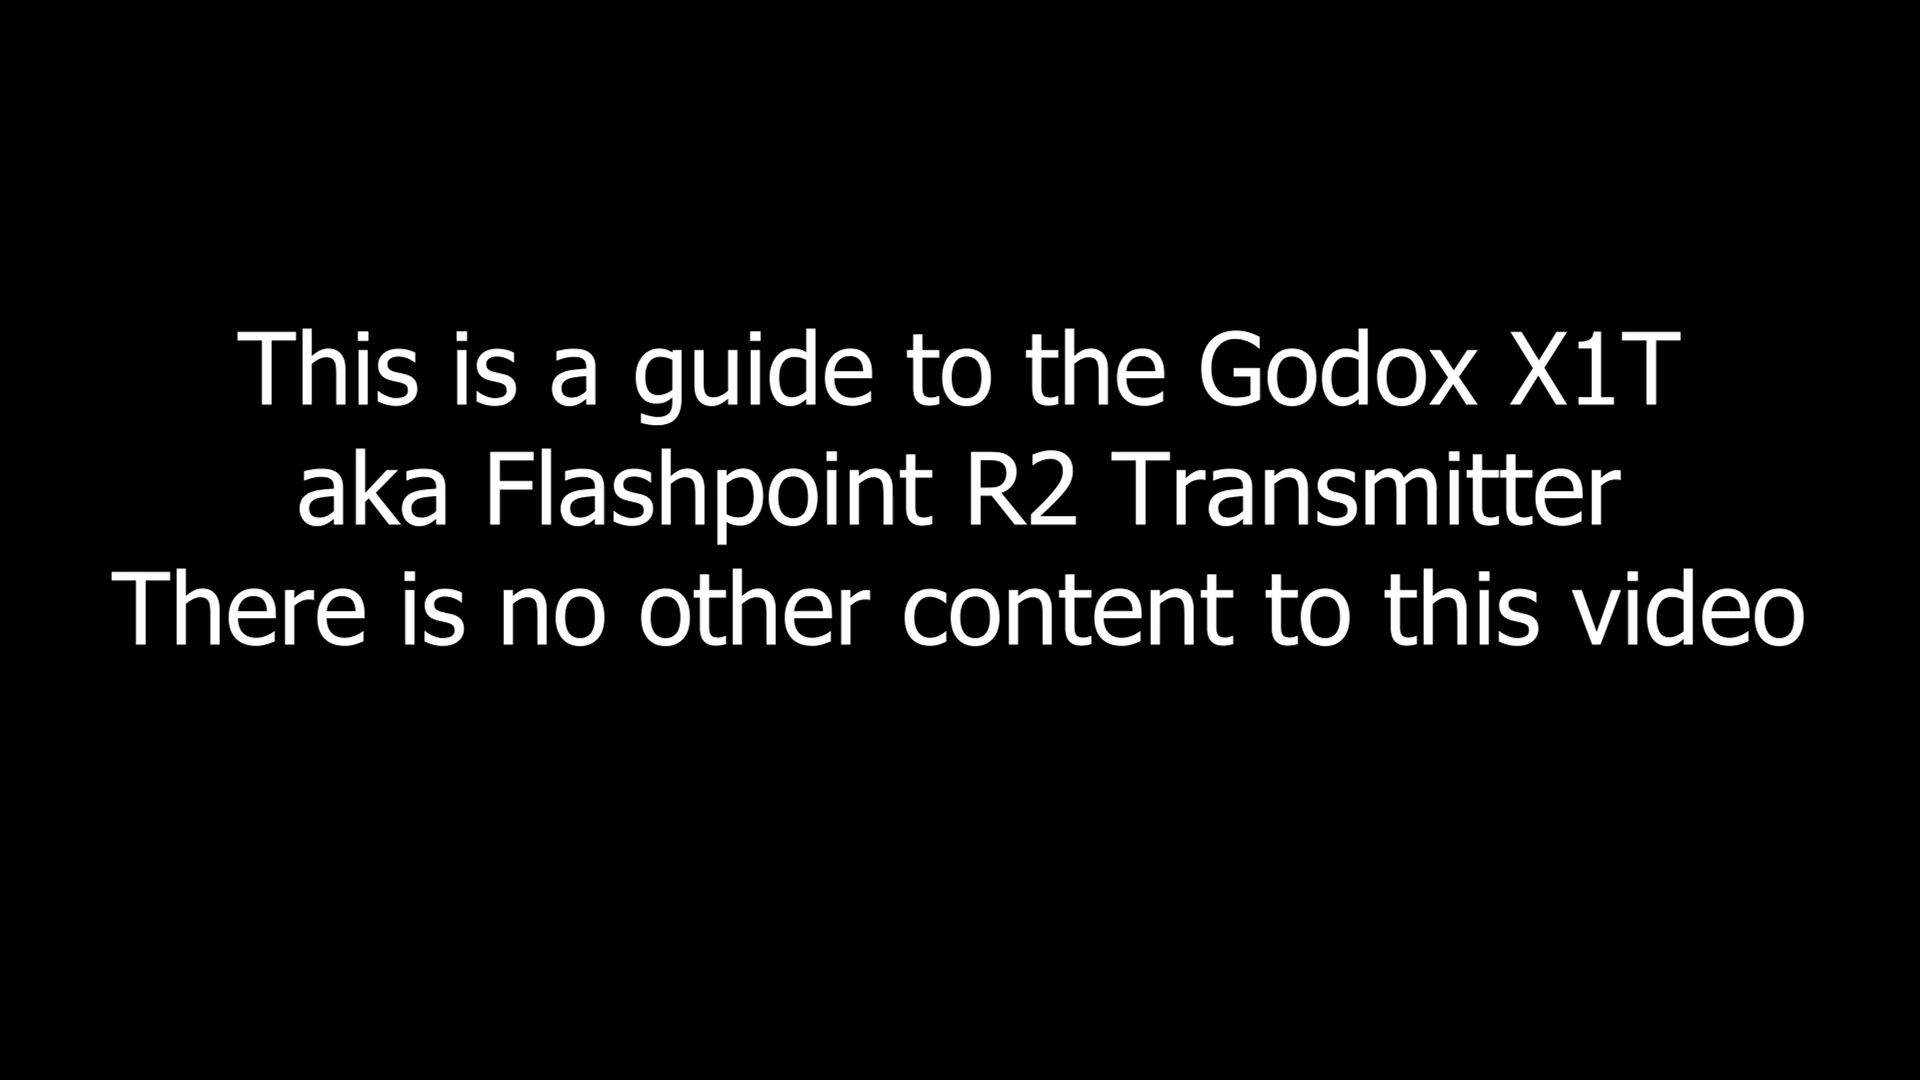 This is a guide to the Godox X1T
aka Flashpoint R2 Transmitter
There is no other content to this video